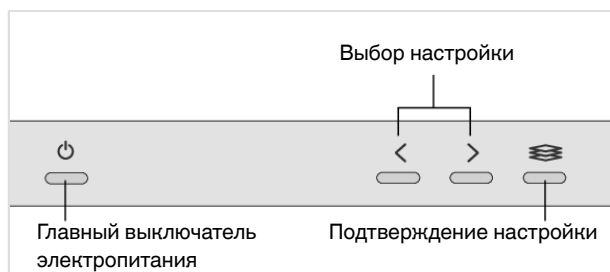 Выбор настройки
Главный выключатель
электропитания
Подтверждение настройки